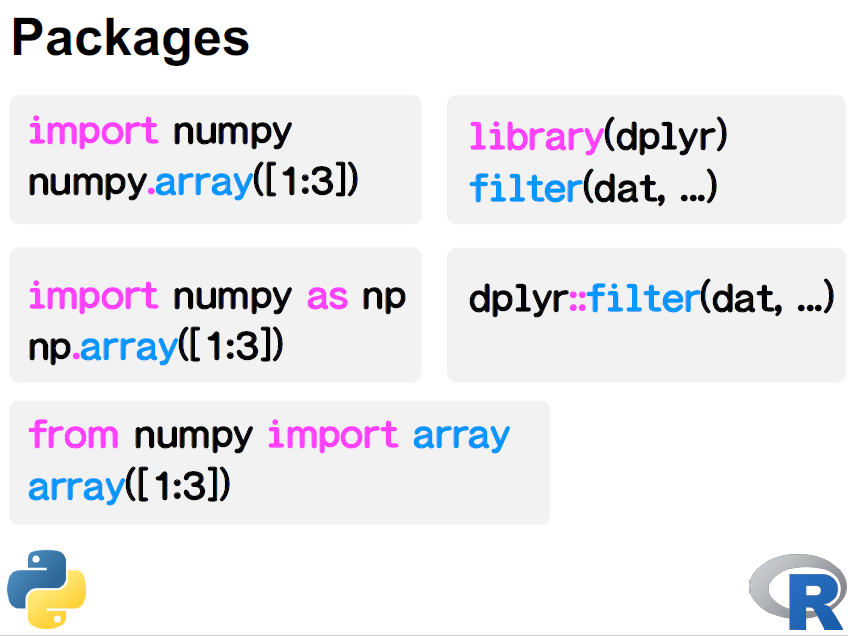 Packages
import numpy
numpy.array([1:3])
library(dplyr)
filter(dat, ...)
import numpy as np
np.array([1:3])
dplyr::filter(dat, ...)
from numpy import array
array([1:3])
R